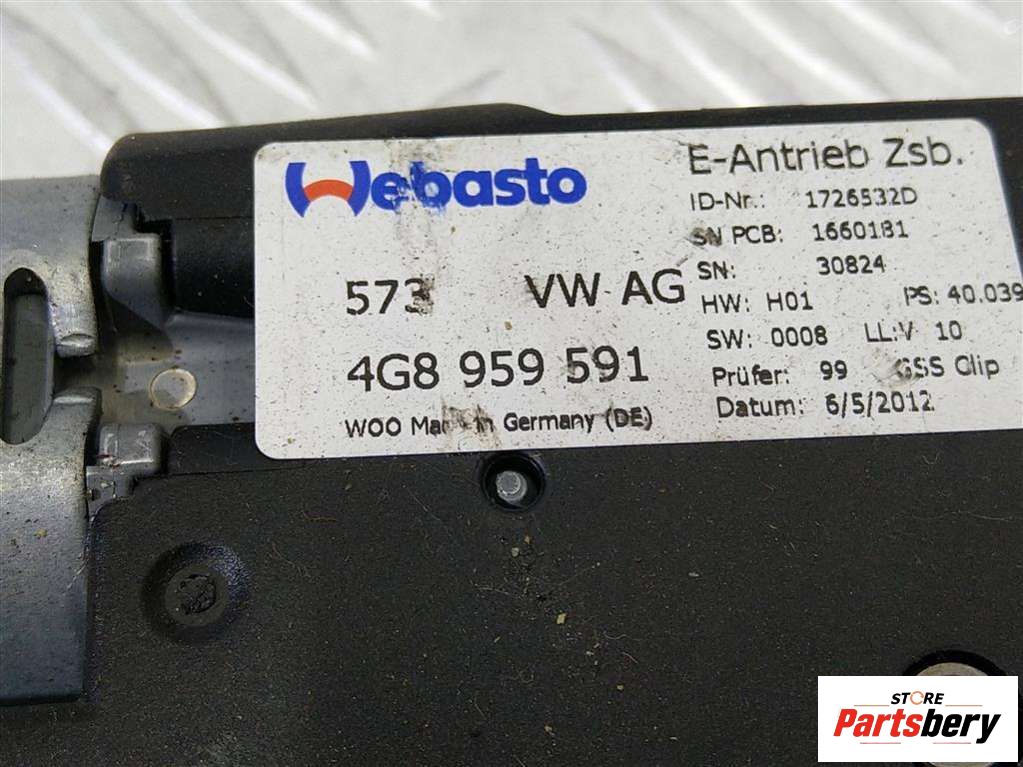 Webasto
E-Antrieb Zsb.
ID-Nr.: 1726532D
SN PCB: 1660181
SN: 30824
573 VW AG
HW: H01 PS: 40.039
SW: 0008 LL:V 10
4G8 959 591
Prüfer: 99 GSS Clip
Datum: 6/5/2012
WOO Made in Germany (DE)
STORE
Partsbery